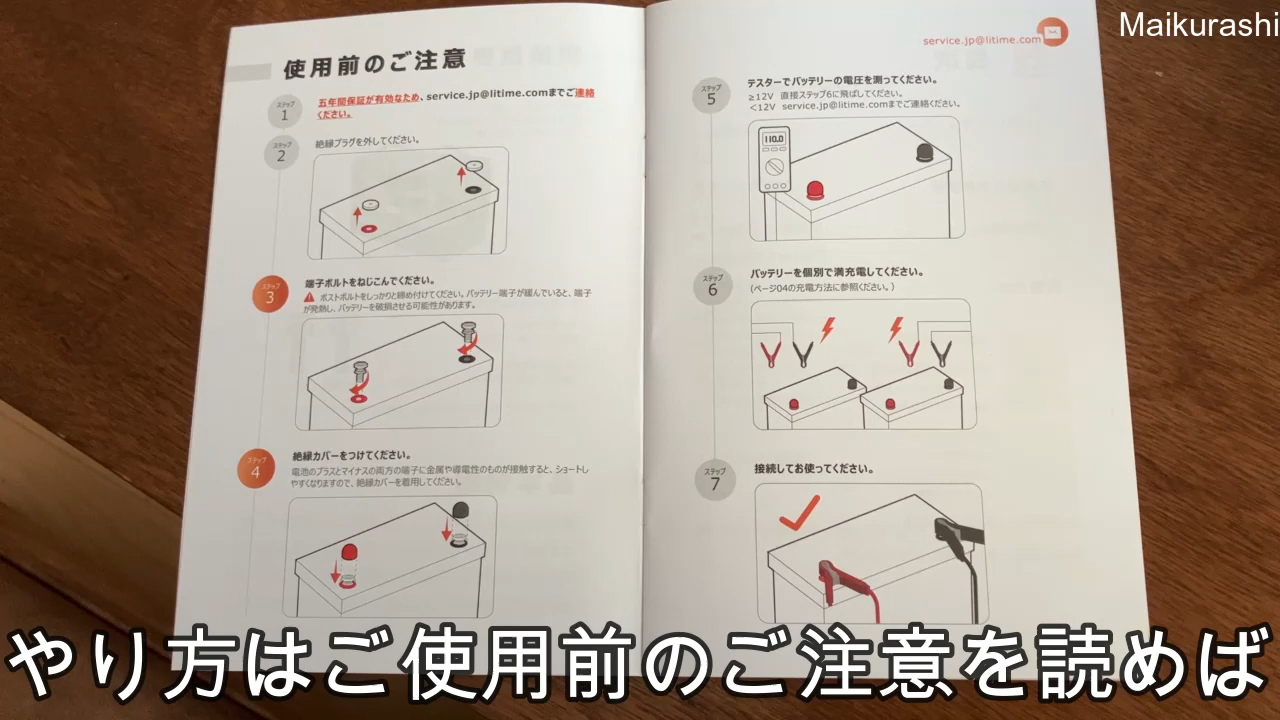 Maikurashi
使用前のご注意
ステップ
1
五年間保証が有効なため、service.jp@litime.comまでご連絡
ください。
ステップ
2
絶縁プラグを外してください。
ステップ
3
端子ボルトをねじこんでください。
ポストボルトをしっかりと締め付けてください。バッテリー端子が緩んでいると、端子
が発熱し、バッテリーを破損させる可能性があります。
ステップ
4
絶縁カバーをつけてください。
電池のプラスとマイナスの両方の端子に金属や導電性のものが接触すると、ショートし
やすくなりますので、絶縁カバーを着用してください。
service.jp@litime.com
ステップ
5
テスターでバッテリーの電圧を測ってください。
≥12V 直接ステップ6に飛ばしてください。
<12V service.jp@litime.comまでご連絡ください。
110.0
ステップ
6
バッテリーを個別で満充電してください。
(ページ04の充電方法に参照ください。)
ステップ
7
接続してお使ってください。
やり方はご使用前のご注意を読めば